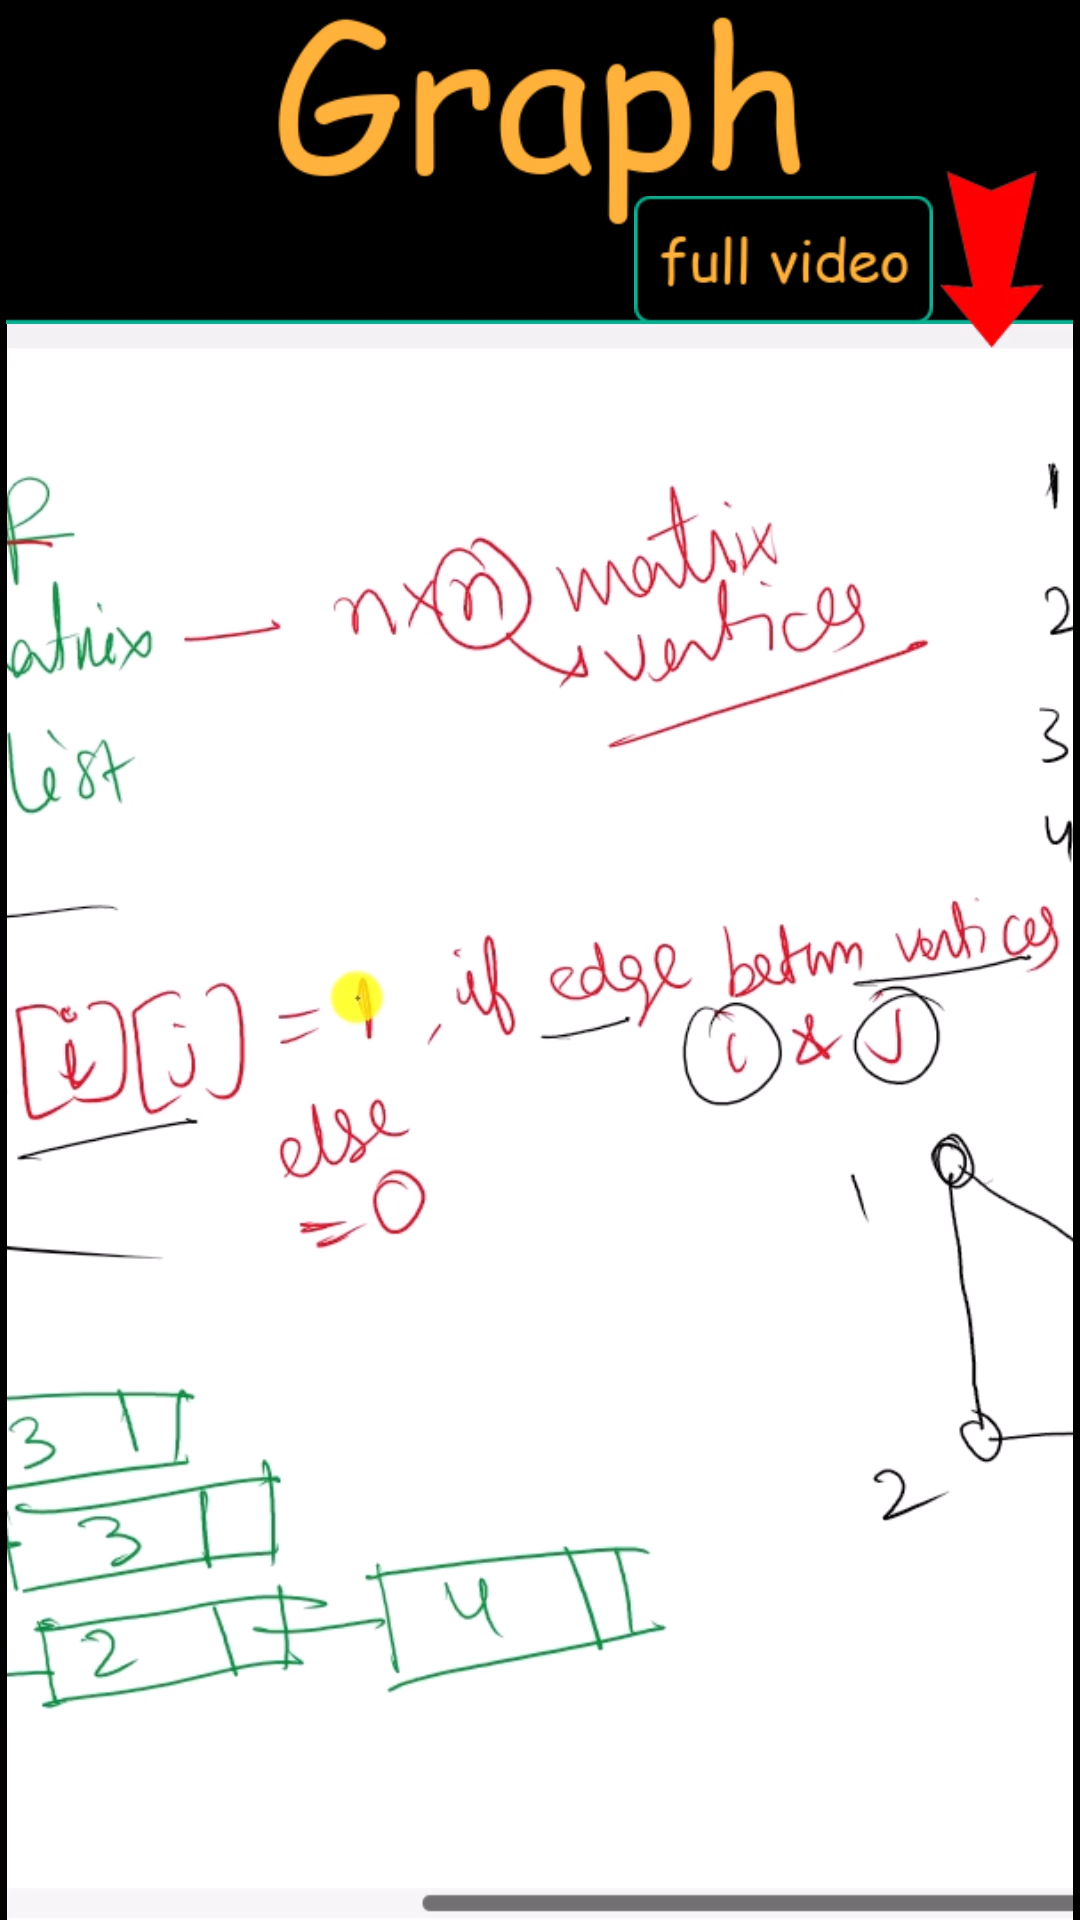 Graph
full video
1
n×n matrix
atrix —
vertices
2
List
3
4
[i][j] = 1, if edge betwn vertices
i & J
else
= 0
1
3
2
3
2
4